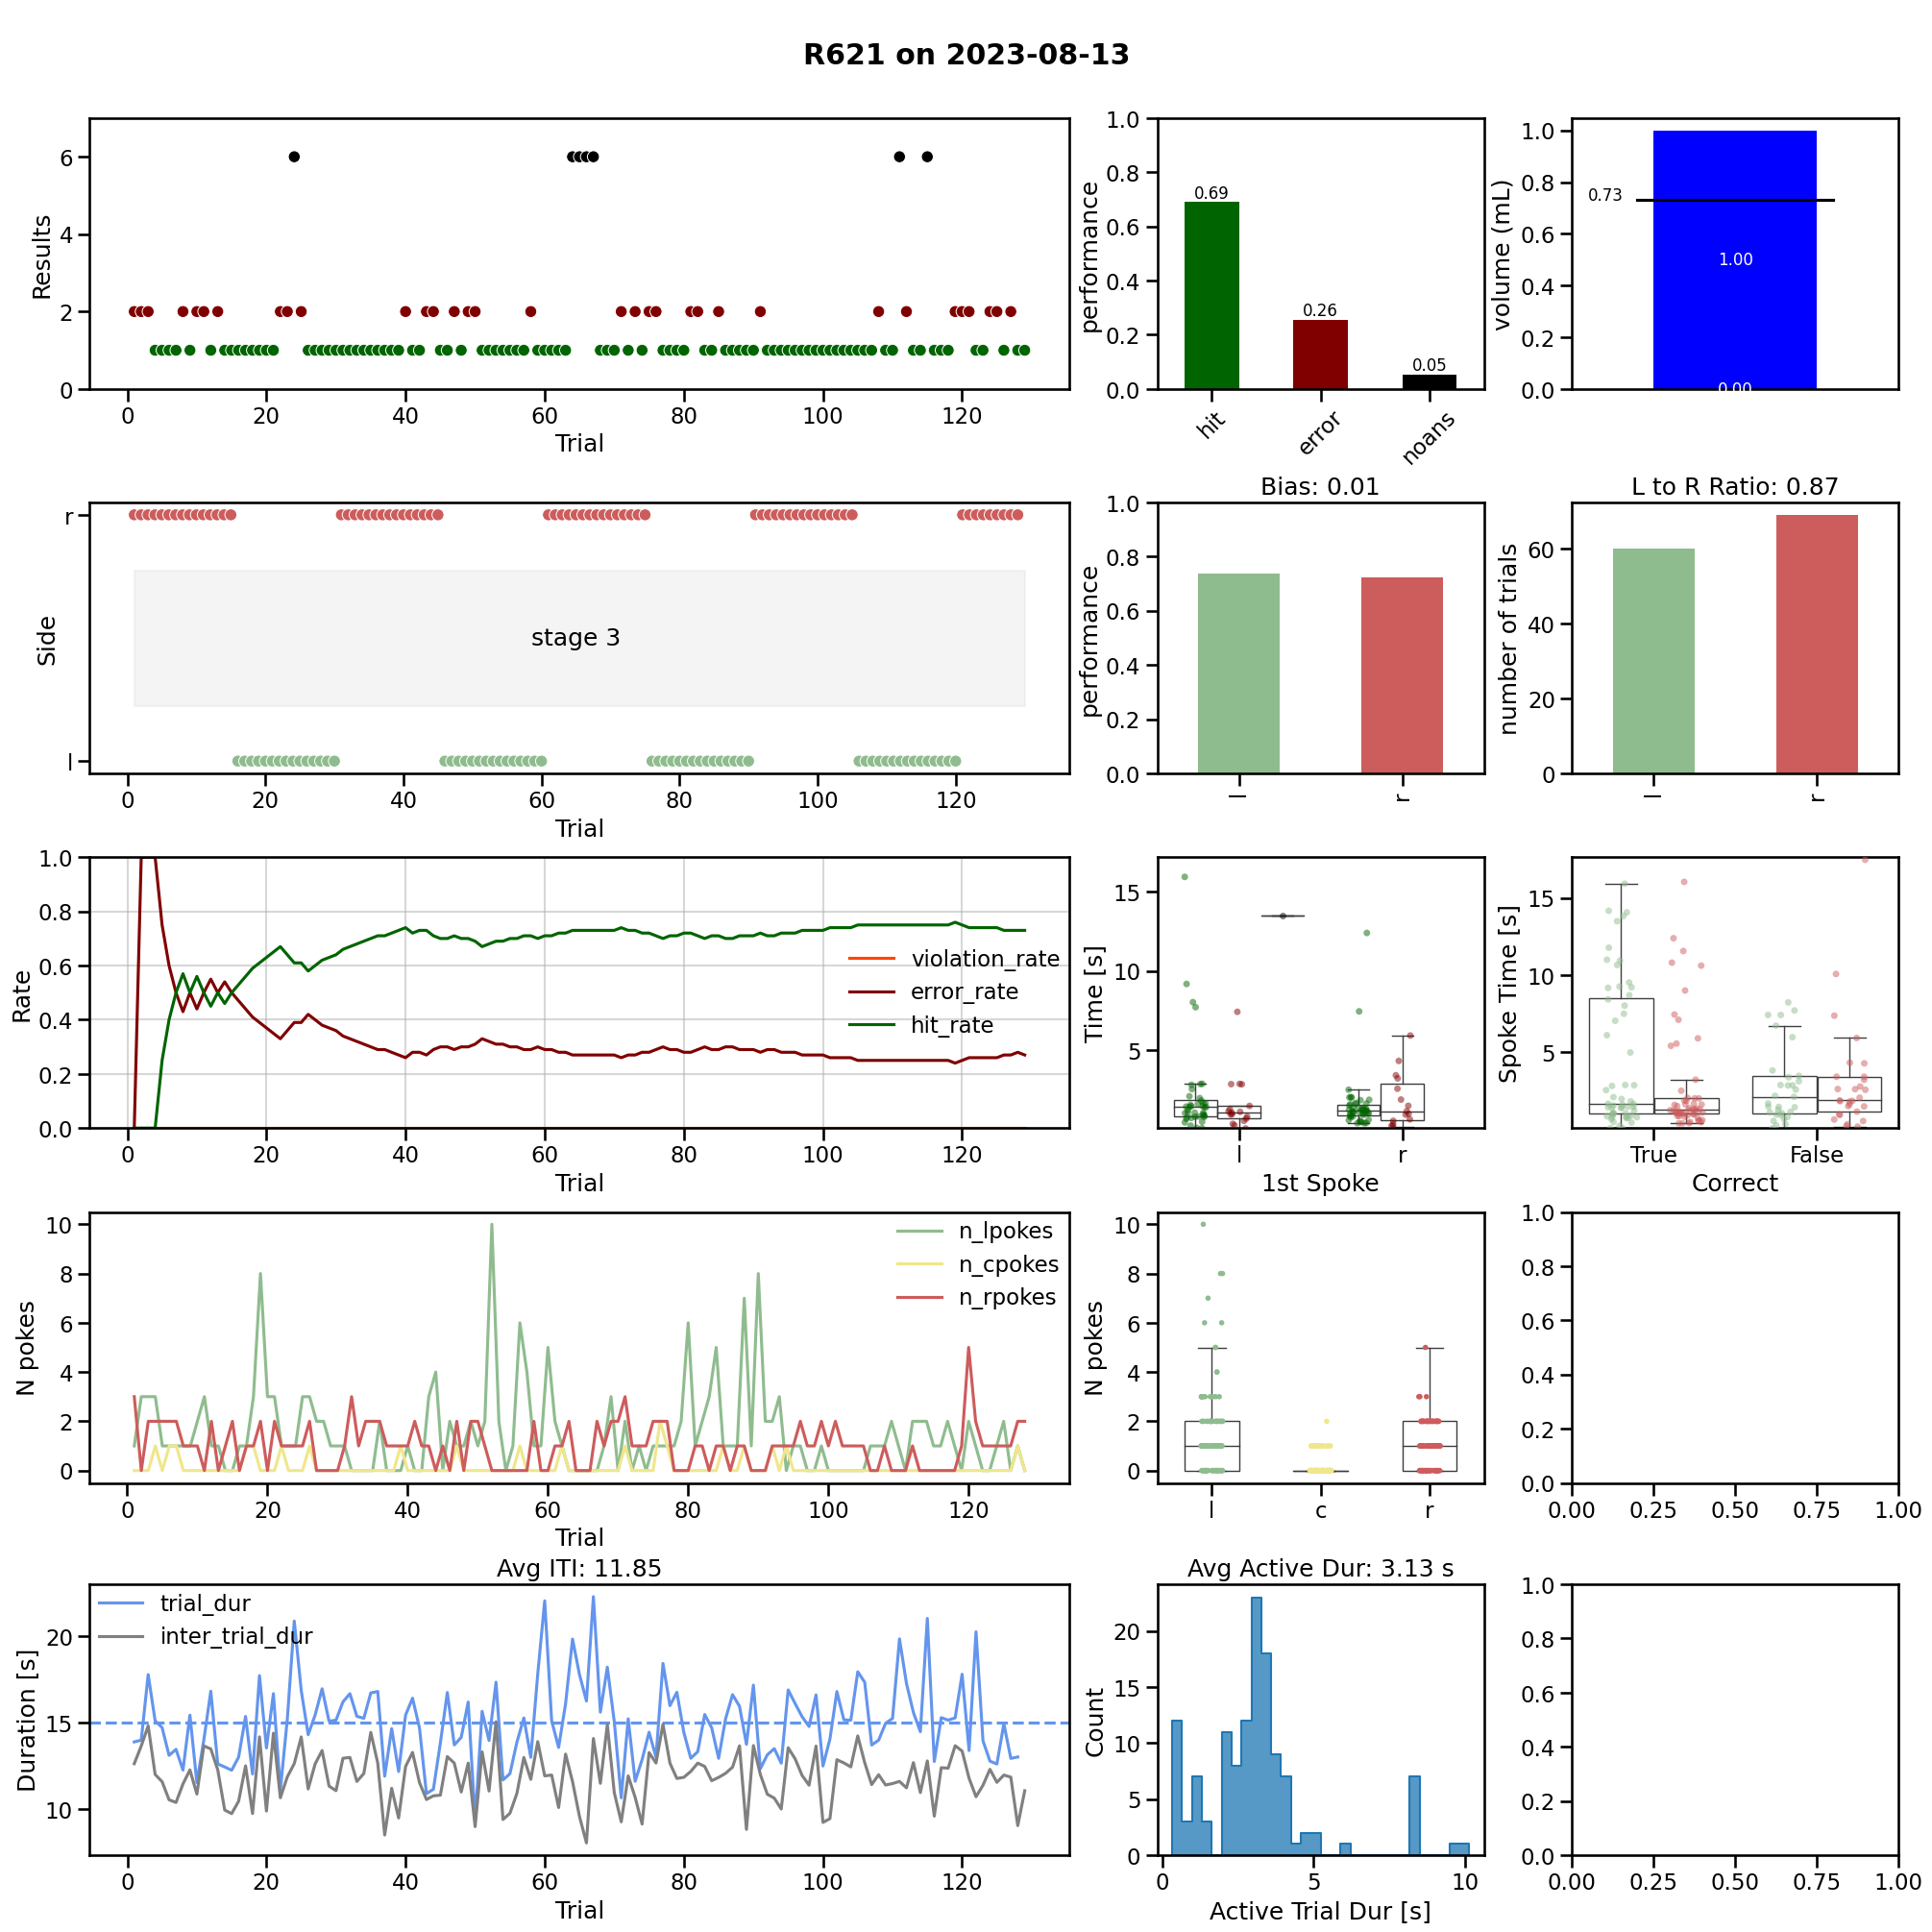 R621 on 2023-08-13
Results
6
4
2
0
0 20 40 60 80 100 120
Trial
performance
1.0
0.8
0.6
0.4
0.2
0.0
0.69
0.26
0.05
hit error noans
volume (mL)
1.0
0.8
0.6
0.4
0.2
0.0
0.73
1.00
0.00
Side
r
stage 3
l
0 20 40 60 80 100 120
Trial
Bias: 0.01
performance
1.0
0.8
0.6
0.4
0.2
0.0
l r
L to R Ratio: 0.87
number of trials
60
40
20
0
l r
Rate
1.0
0.8
0.6
0.4
0.2
0.0
violation_rate
error_rate
hit_rate
0 20 40 60 80 100 120
Trial
Time [s]
15
10
5
l r
1st Spoke
Spoke Time [s]
15
10
5
True False
Correct
N pokes
10
8
6
4
2
0
n_lpokes
n_cpokes
n_rpokes
0 20 40 60 80 100 120
Trial
N pokes
10
8
6
4
2
0
l c r
1.0
0.8
0.6
0.4
0.2
0.0
0.00 0.25 0.50 0.75 1.00
Avg ITI: 11.85
Duration [s]
20
15
10
trial_dur
inter_trial_dur
0 20 40 60 80 100 120
Trial
Avg Active Dur: 3.13 s
Count
20
15
10
5
0
0 5 10
Active Trial Dur [s]
1.0
0.8
0.6
0.4
0.2
0.0
0.00 0.25 0.50 0.75 1.00